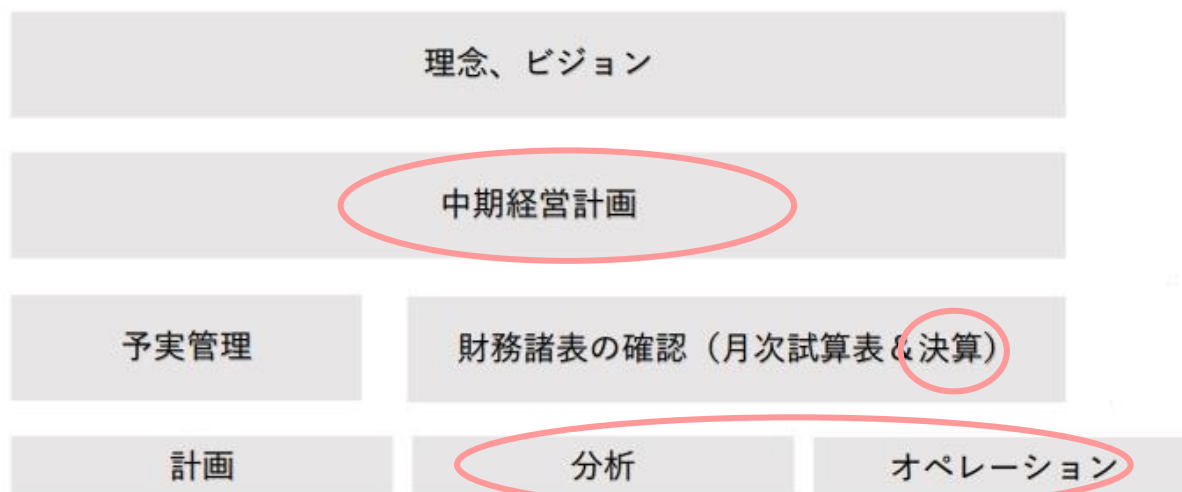 理念、ビジョン
中期経営計画
予実管理
財務諸表の確認（月次試算表＆決算）
計画
分析
オペレーション